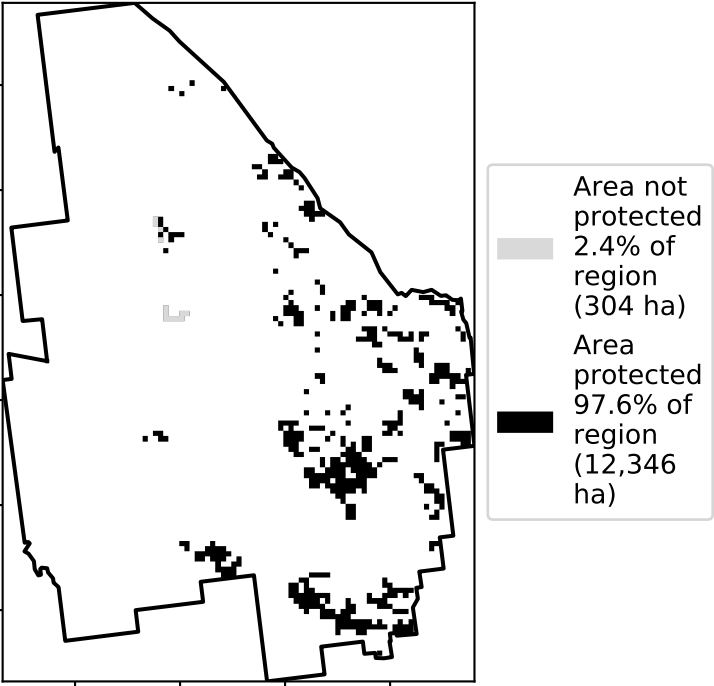 Area not
protected
2.4% of
region
(304 ha)
Area
protected
97.6% of
region
(12,346
ha)